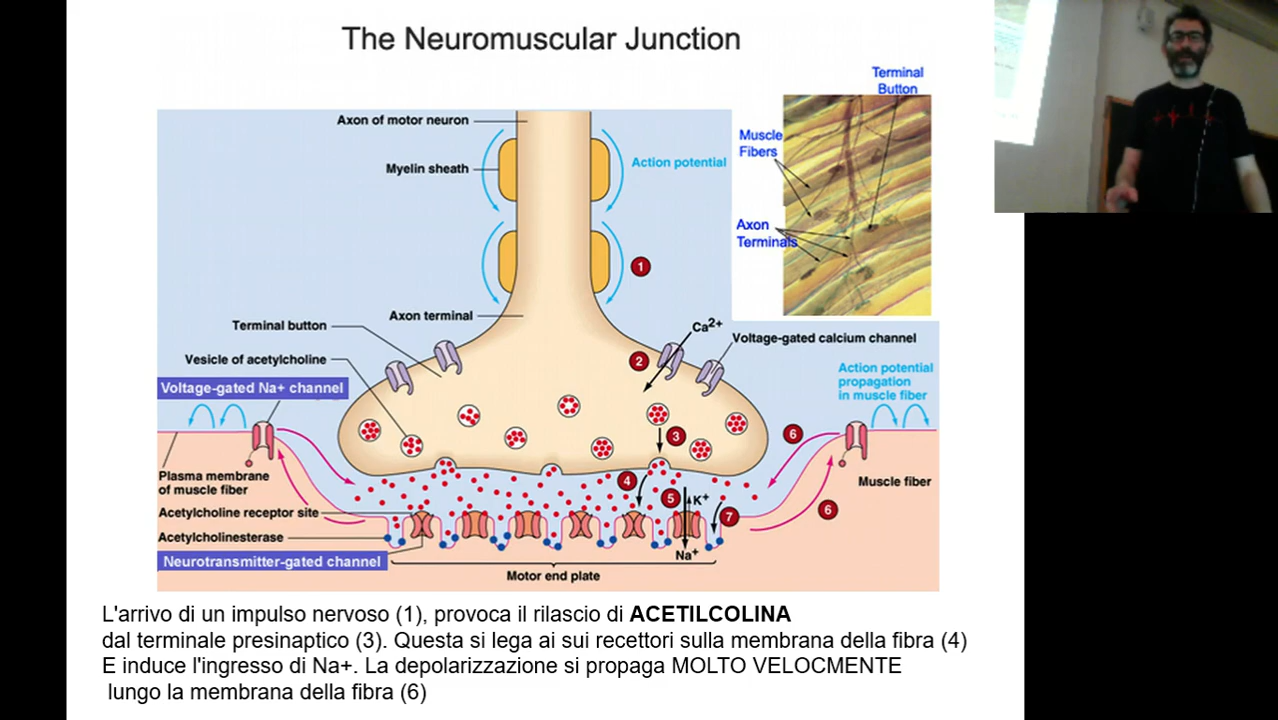 The Neuromuscular Junction
Terminal
Button
Axon of motor neuron
Muscle
Fibers
Myelin sheath
Action potential
Axon
Terminals
1
Axon terminal
Terminal button
Ca2+
Voltage-gated calcium channel
Vesicle of acetylcholine
2
Action potential
propagation
in muscle fiber
Voltage-gated Na+ channel
3
6
Plasma membrane
of muscle fiber
4
5
K+
Muscle fiber
Acetylcholine receptor site
7
6
Acetylcholinesterase
Na+
Neurotransmitter-gated channel
Motor end plate
L'arrivo di un impulso nervoso (1), provoca il rilascio di ACETILCOLINA
dal terminale presinaptico (3). Questa si lega ai sui recettori sulla membrana della fibra (4)
E induce l'ingresso di Na+. La depolarizzazione si propaga MOLTO VELOCMENTE
lungo la membrana della fibra (6)